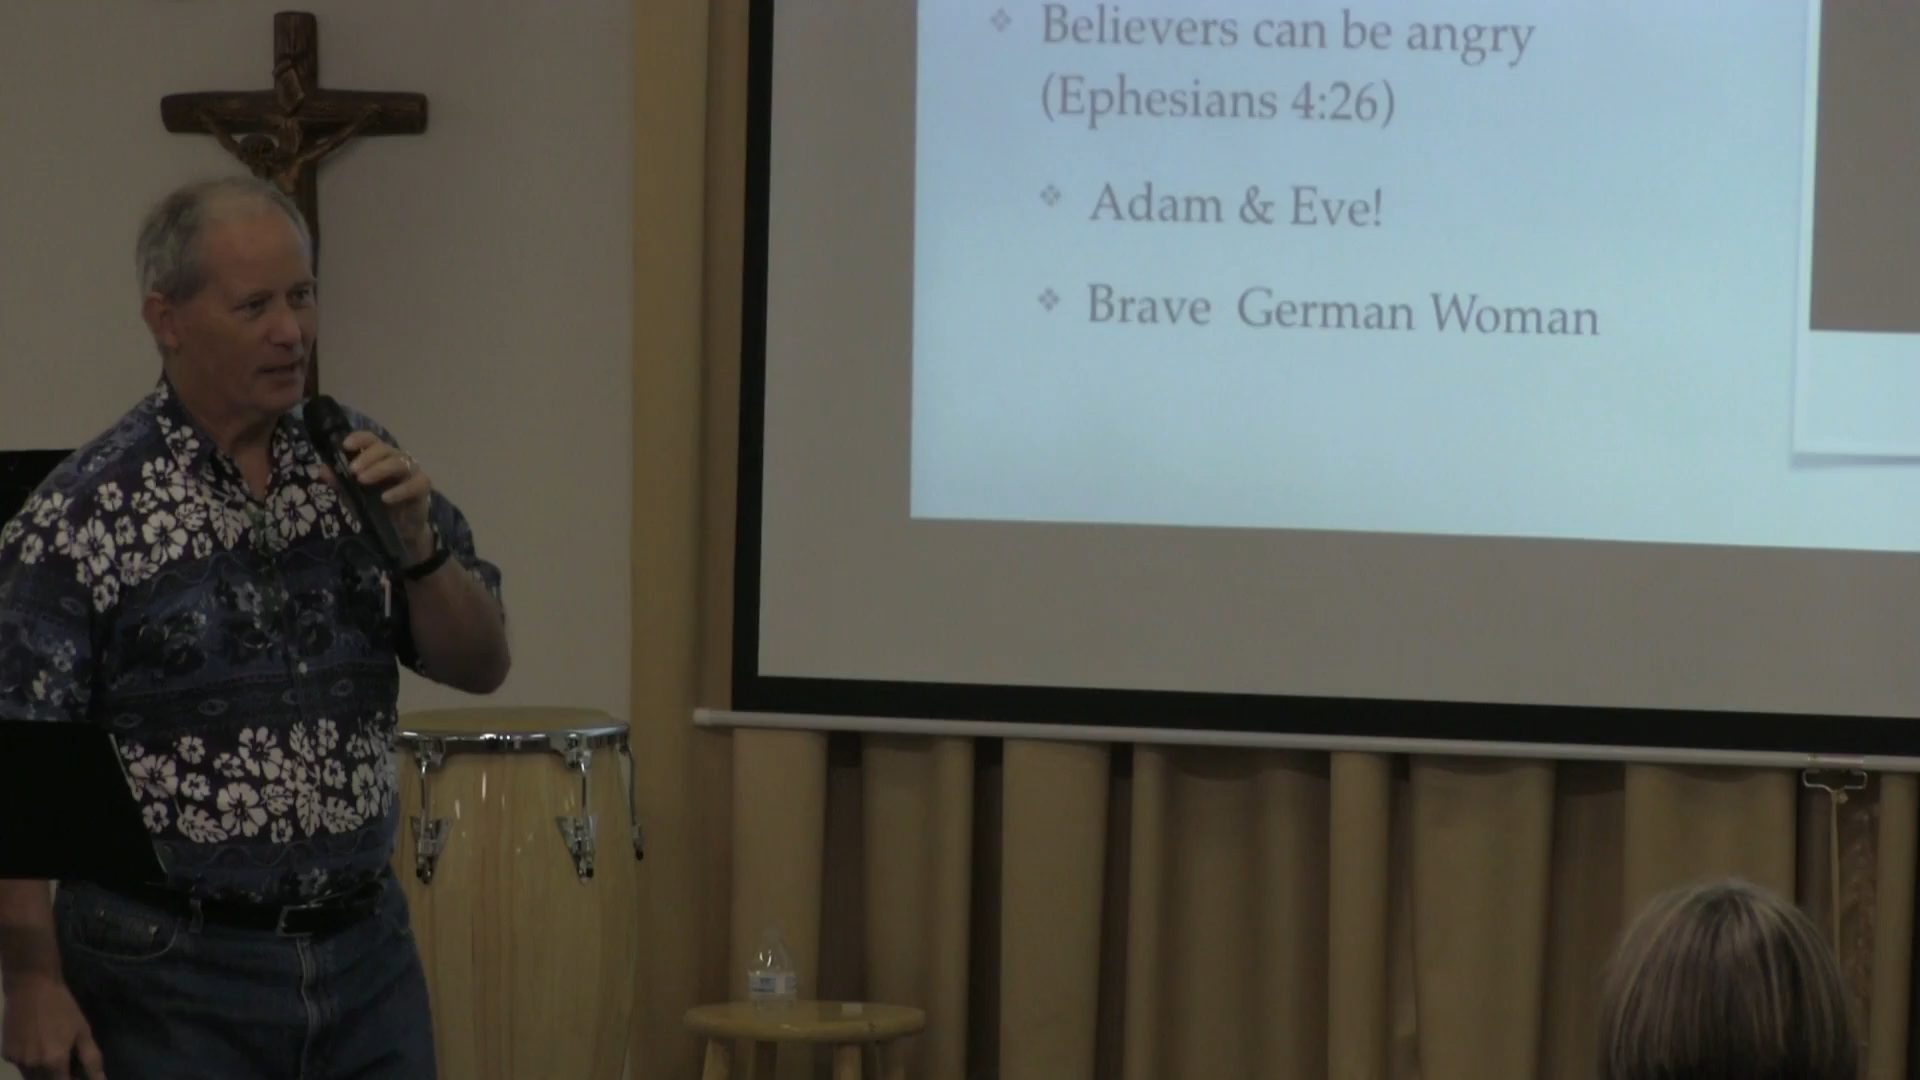 Believers can be angry
(Ephesians 4:26)
Adam & Eve!
Brave German Woman